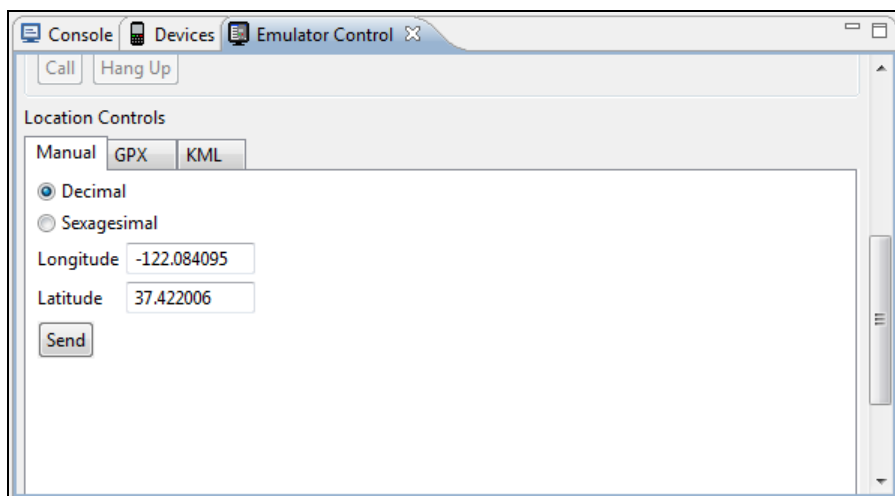 Console Devices Emulator Control
Call Hang Up
Location Controls
Manual GPX KML
Decimal
Sexagesimal
Longitude -122.084095
Latitude 37.422006
Send